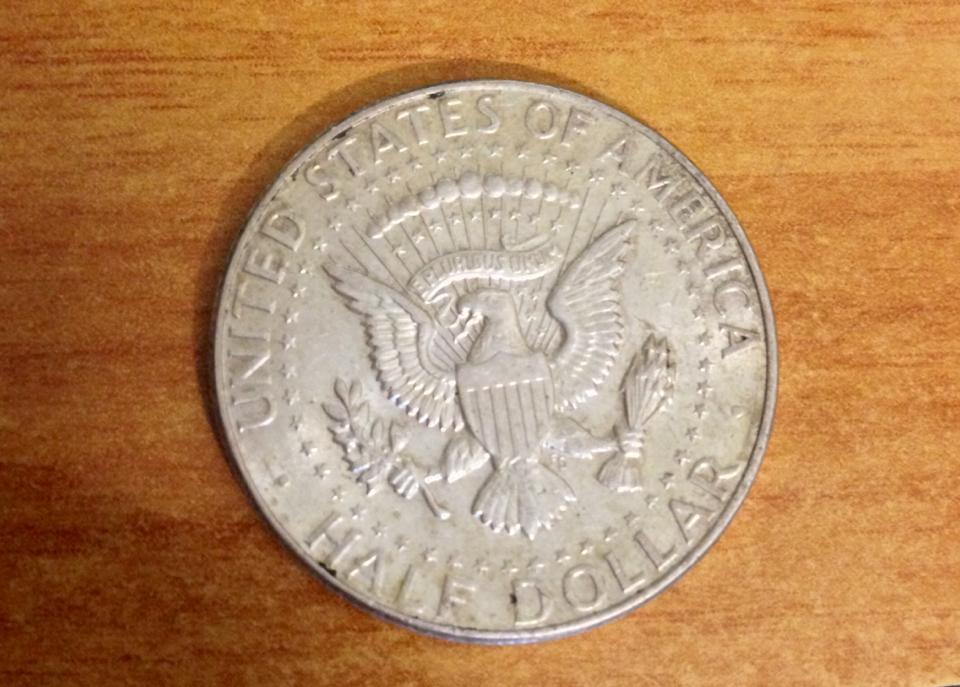 UNITED STATES OF AMERICA
E PLURIBUS UNUM
HALF DOLLAR